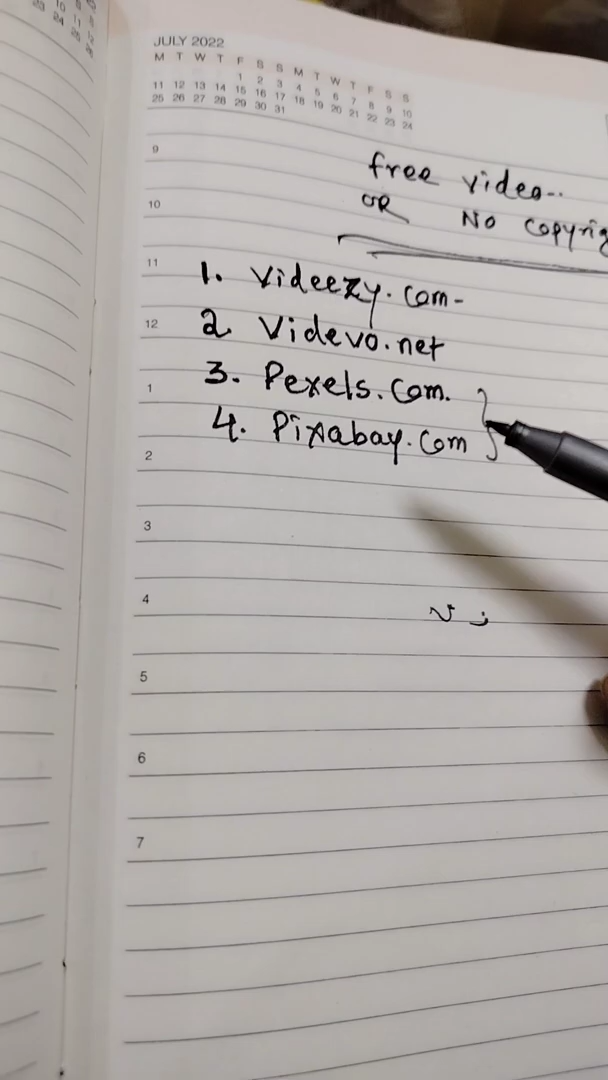 JULY 2022
M T W T F S S M T W T F S S
1 2 3 4 5 6 7 8 9 10
11 12 13 14 15 16 17 18 19 20 21 22 23 24
25 26 27 28 29 30 31
free video..
OR No copyrig
1. Videezy.com-
2. Videvo.net
3. Pexels.com.
4. Pixabay.com
9
10
11
12
1
2
3
4
5
6
7